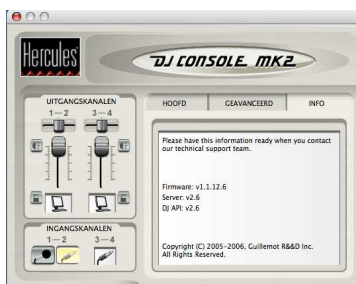 Hercules
DJ CONSOLE MK2
UITGANGSKANALEN
1—2 3—4
HOOFD GEAVANCEERD INFO
Please have this information ready when you contact
our technical support team.
Firmware: v1.1.12.6
Server: v2.6
DJ API: v2.6
Copyright (C) 2005-2006, Guillemot R&D Inc.
All Rights Reserved.
INGANGSKANALEN
1—2 3—4